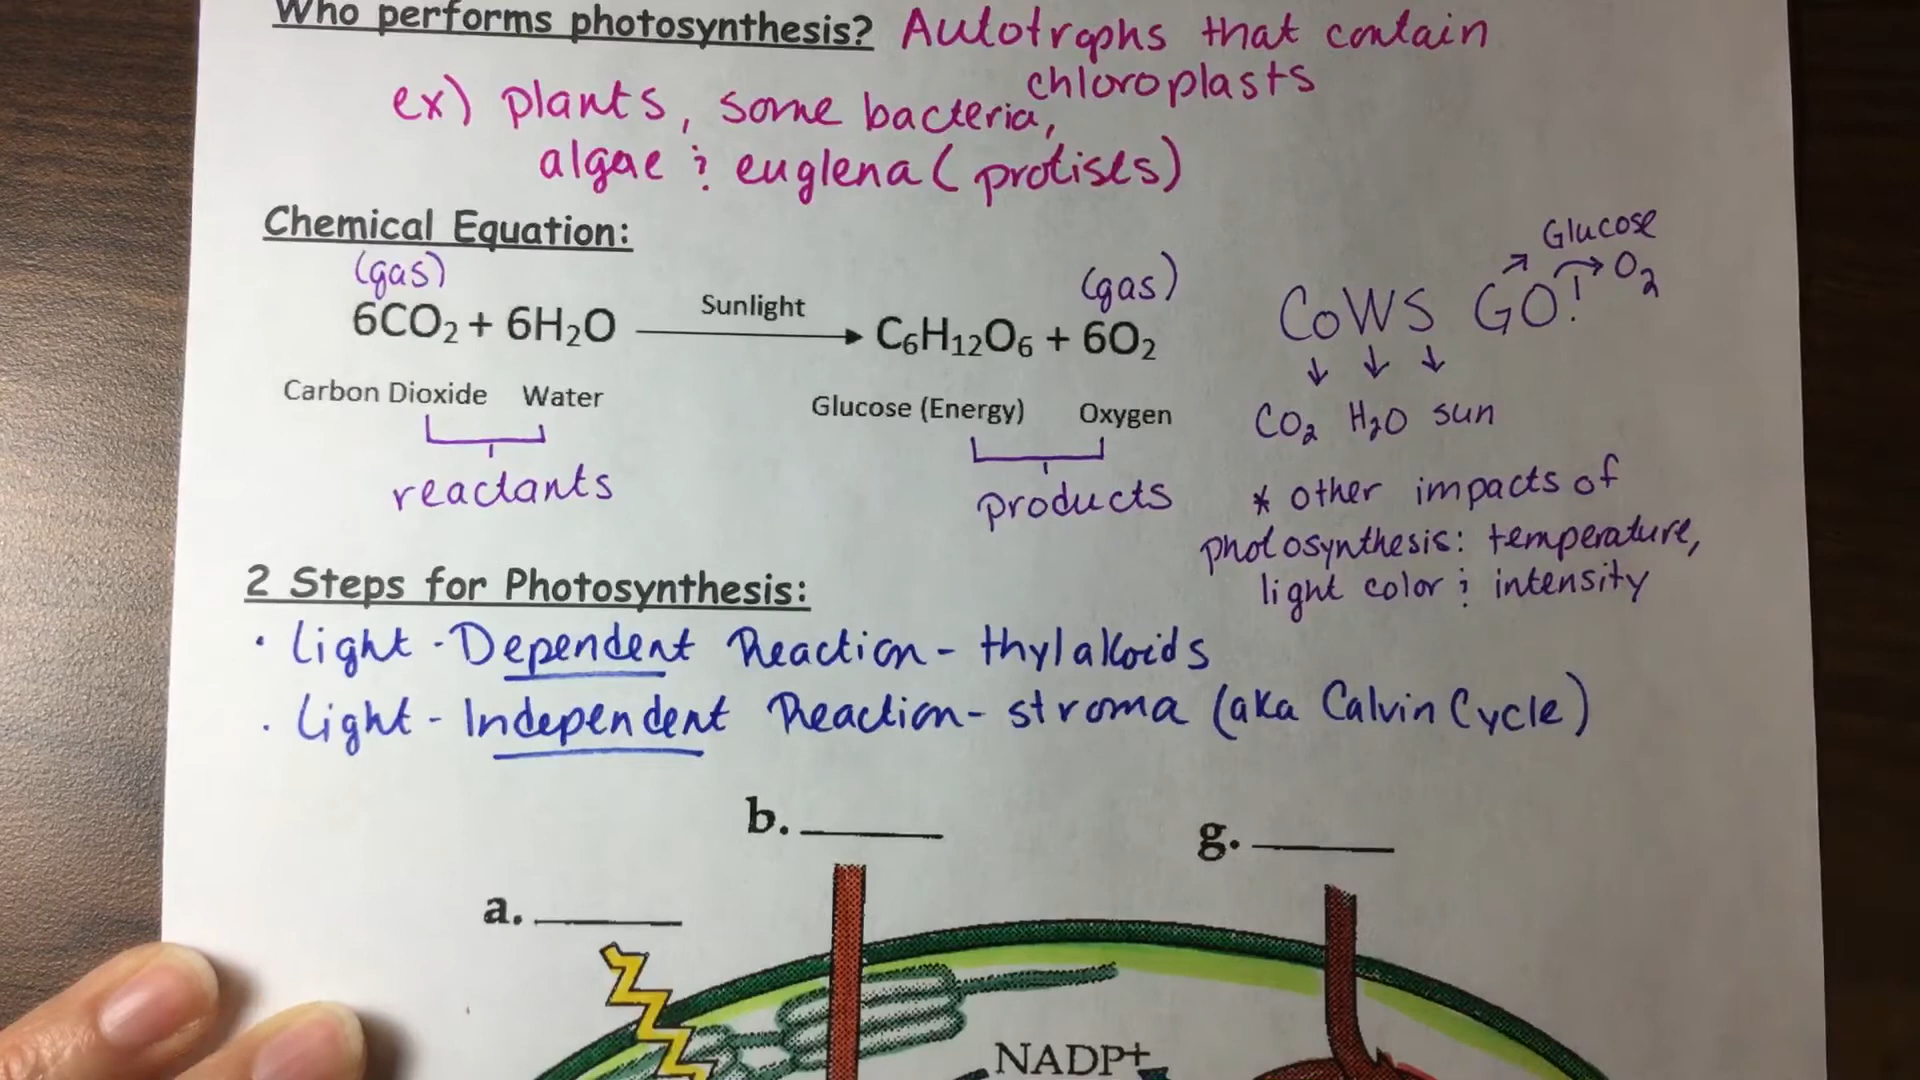 Who performs photosynthesis? Autotrophs that contain
chloroplasts
ex) plants, some bacteria,
algae & euglena (protists)
Chemical Equation:
(gas)
(gas)
6CO₂ + 6H₂O Sunlight → C₆H₁₂O₆ + 6O₂
Carbon Dioxide Water Glucose (Energy) Oxygen
reactants
products
Glucose
O₂
CoWS GO!
CO₂ H₂O sun
* other impacts of
photosynthesis: temperature,
light color & intensity
2 Steps for Photosynthesis:
• Light-Dependent Reaction - thylakoids
• Light-Independent Reaction - stroma (aka Calvin Cycle)
b. ______
g. ______
a. ______
NADP+